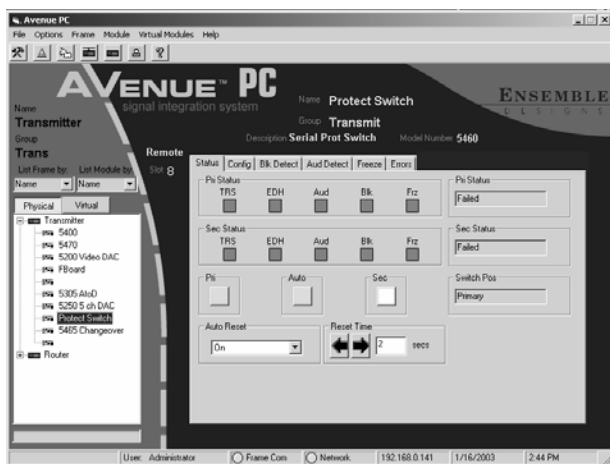 Avenue PC
File Options Frame Module Virtual Modules Help
AVENUE™ PC
signal integration system
Name Protect Switch
Group Transmit
Description Serial Prot Switch Model Number 5460
ENSEMBLE
DESIGNS
Name
Transmitter
Group
Trans
List Frame by: List Module by:
Name Name
Remote
Slot 8
Physical Virtual
Transmitter
5400
5470
5200 Video DAC
FBoard
5305 AtoD
5250 5 ch DAC
Protect Switch
5465 Changeover
Router
Status Config Blk Detect Aud Detect Freeze Errors
Pri Status
TRS EDH Aud Blk Frz
Pri Status
Failed
Sec Status
TRS EDH Aud Blk Frz
Sec Status
Failed
Pri Auto Sec
Switch Pos
Primary
Auto Reset
On
Reset Time
2 secs
User: Administrator Frame Com Network 192.168.0.141 1/16/2003 2:44 PM